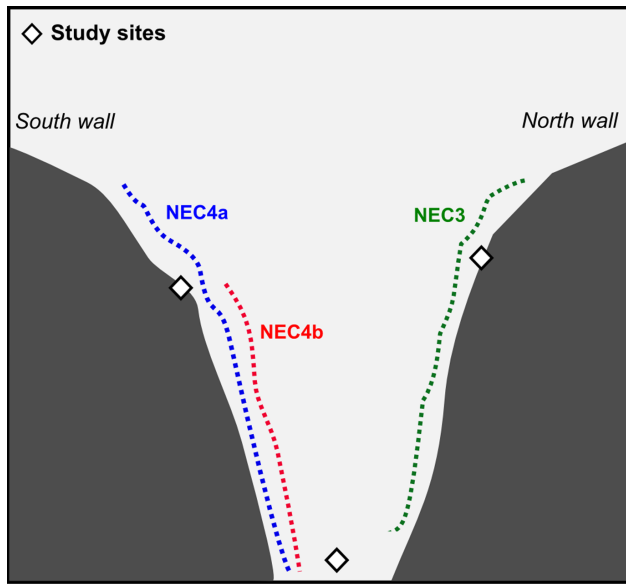 Study sites
South wall
North wall
NEC4a
NEC3
NEC4b